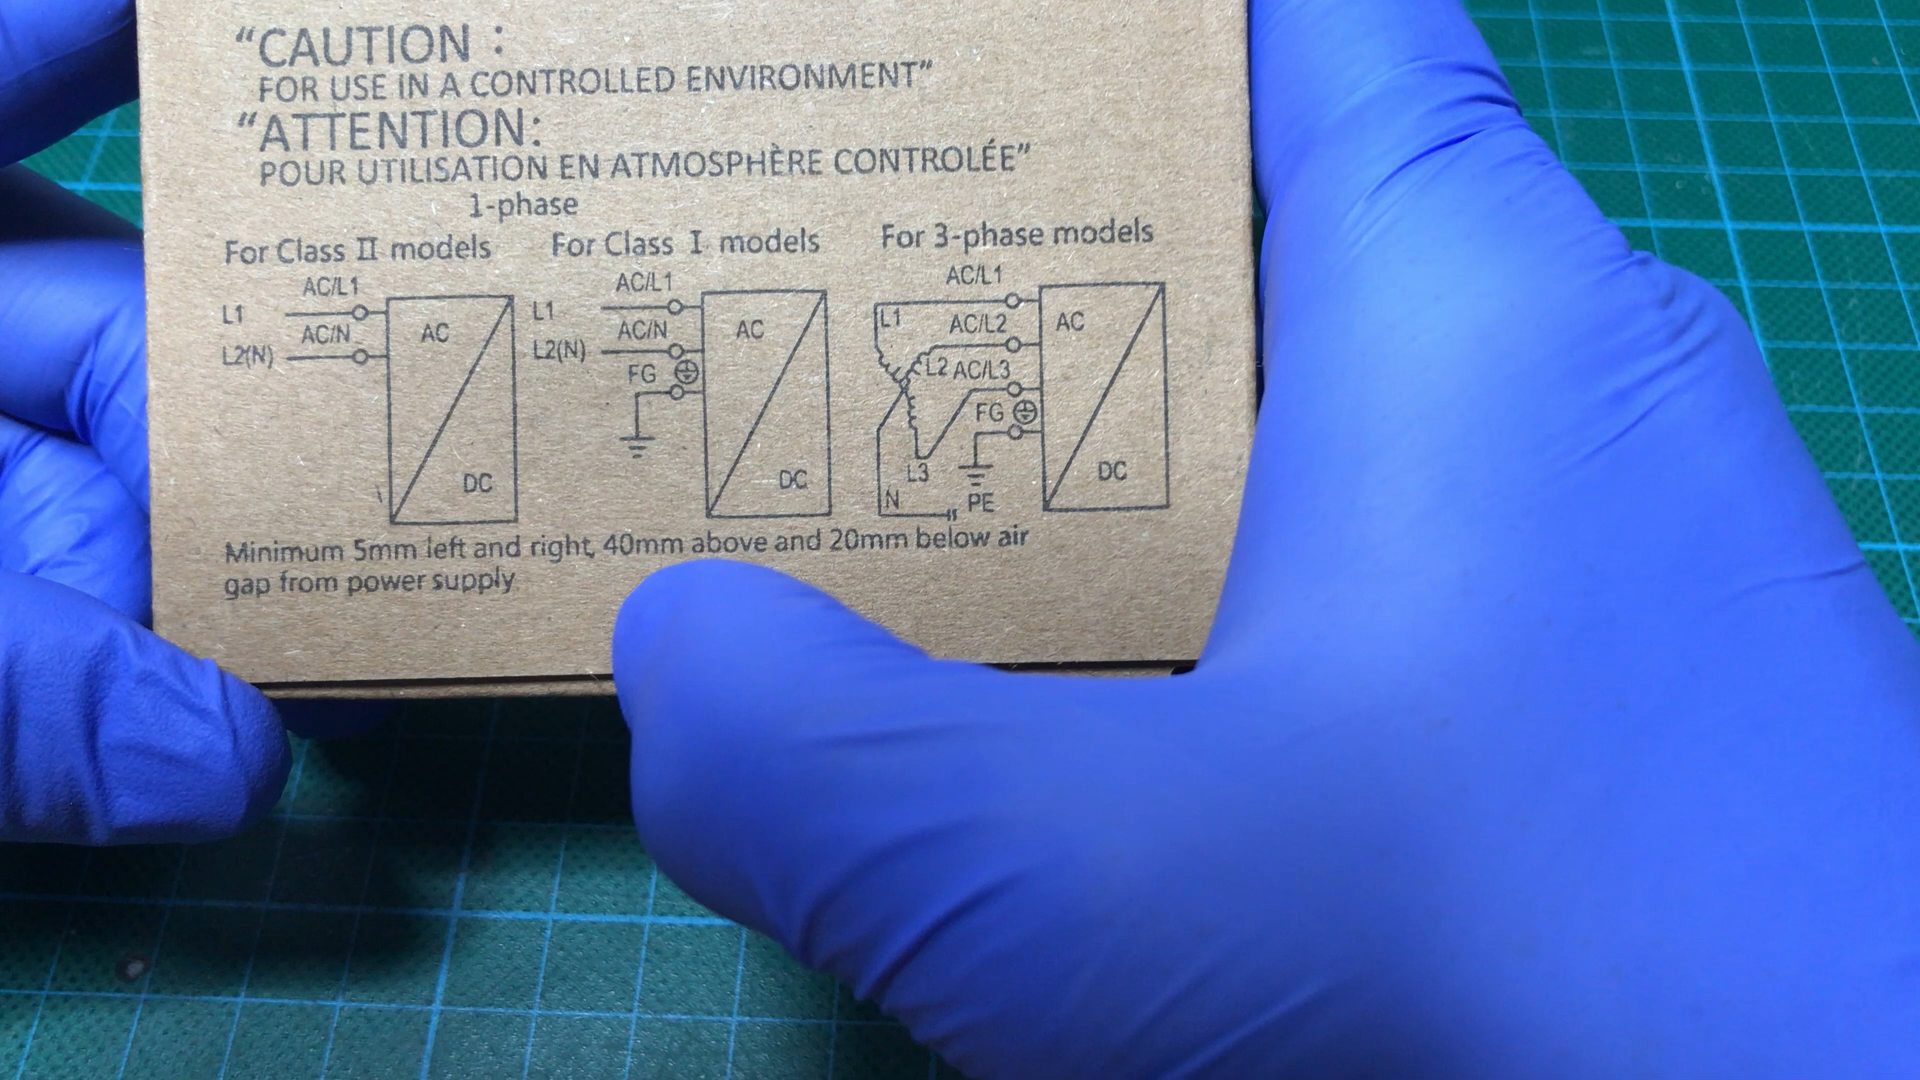 “CAUTION :
FOR USE IN A CONTROLLED ENVIRONMENT”
“ATTENTION:
POUR UTILISATION EN ATMOSPHÈRE CONTROLÉE”
1-phase
For Class II models
AC/L1
L1
AC/N
L2(N)
AC
DC
For Class I models
AC/L1
L1
AC/N
L2(N)
FG
AC
DC
For 3-phase models
AC/L1
L1
AC/L2
L2 AC/L3
FG
L3
N
PE
AC
DC
Minimum 5mm left and right, 40mm above and 20mm below air
gap from power supply